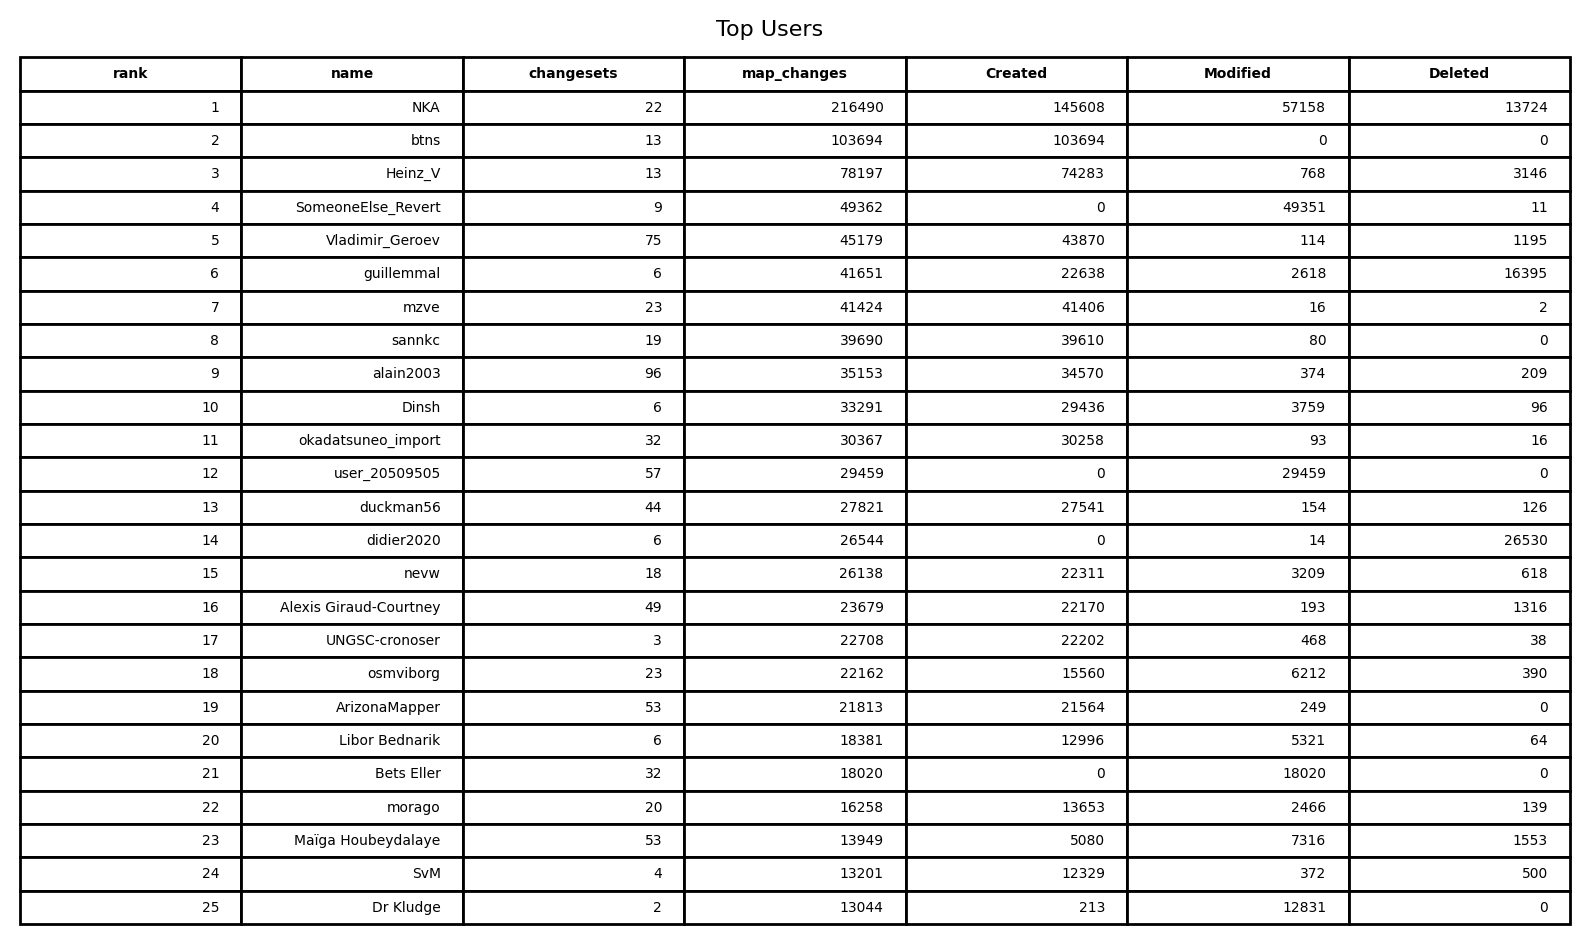 Top Users
rank name changesets map_changes Created Modified Deleted
1 NKA 22 216490 145608 57158 13724
2 btns 13 103694 103694 0 0
3 Heinz_V 13 78197 74283 768 3146
4 SomeoneElse_Revert 9 49362 0 49351 11
5 Vladimir_Geroev 75 45179 43870 114 1195
6 guillemmal 6 41651 22638 2618 16395
7 mzve 23 41424 41406 16 2
8 sannkc 19 39690 39610 80 0
9 alain2003 96 35153 34570 374 209
10 Dinsh 6 33291 29436 3759 96
11 okadatsuneo_import 32 30367 30258 93 16
12 user_20509505 57 29459 0 29459 0
13 duckman56 44 27821 27541 154 126
14 didier2020 6 26544 0 14 26530
15 nevw 18 26138 22311 3209 618
16 Alexis Giraud-Courtney 49 23679 22170 193 1316
17 UNGSC-cronoser 3 22708 22202 468 38
18 osmviborg 23 22162 15560 6212 390
19 ArizonaMapper 53 21813 21564 249 0
20 Libor Bednarik 6 18381 12996 5321 64
21 Bets Eller 32 18020 0 18020 0
22 morago 20 16258 13653 2466 139
23 Maïga Houbeydalaye 53 13949 5080 7316 1553
24 SvM 4 13201 12329 372 500
25 Dr Kludge 2 13044 213 12831 0